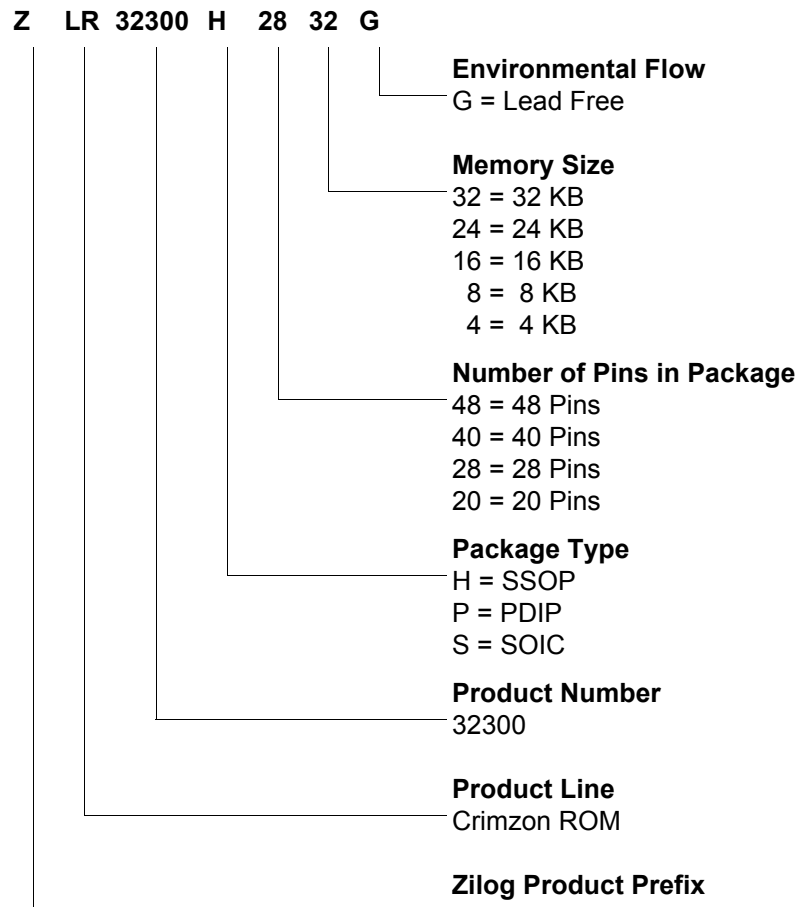 Z LR 32300 H 28 32 G
Environmental Flow
G = Lead Free
Memory Size
32 = 32 KB
24 = 24 KB
16 = 16 KB
8 = 8 KB
4 = 4 KB
Number of Pins in Package
48 = 48 Pins
40 = 40 Pins
28 = 28 Pins
20 = 20 Pins
Package Type
H = SSOP
P = PDIP
S = SOIC
Product Number
32300
Product Line
Crimzon ROM
Zilog Product Prefix